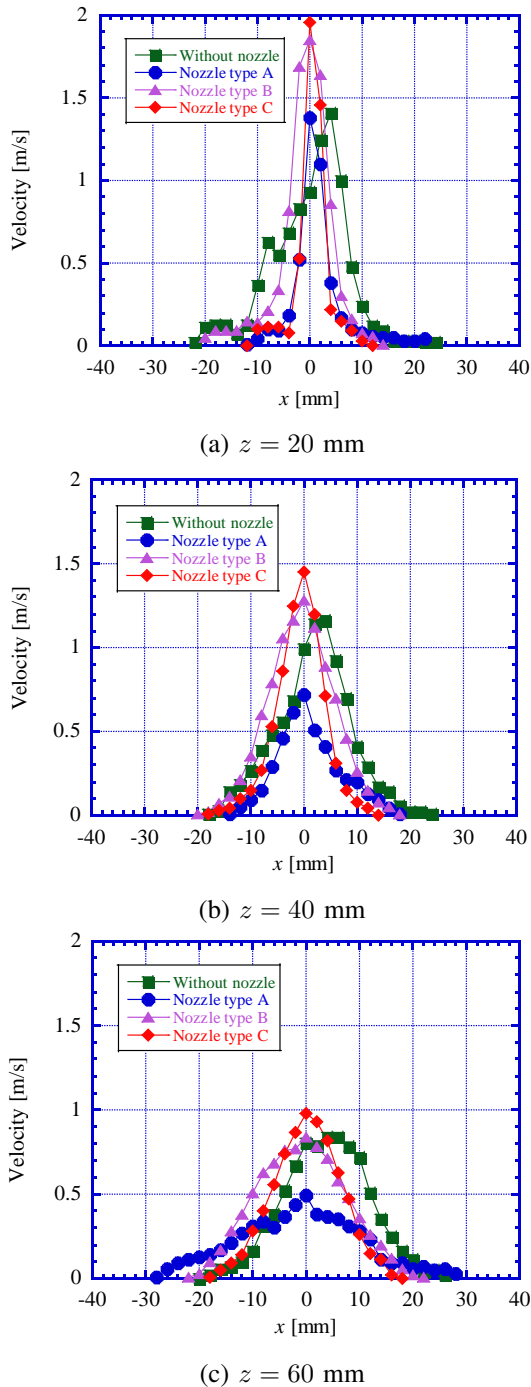 2
1.5
1
0.5
0
Velocity [m/s]
Without nozzle
Nozzle type A
Nozzle type B
Nozzle type C
-40 -30 -20 -10 0 10 20 30 40
x [mm]
(a) z = 20 mm
2
1.5
1
0.5
0
Velocity [m/s]
Without nozzle
Nozzle type A
Nozzle type B
Nozzle type C
-40 -30 -20 -10 0 10 20 30 40
x [mm]
(b) z = 40 mm
2
1.5
1
0.5
0
Velocity [m/s]
Without nozzle
Nozzle type A
Nozzle type B
Nozzle type C
-40 -30 -20 -10 0 10 20 30 40
x [mm]
(c) z = 60 mm